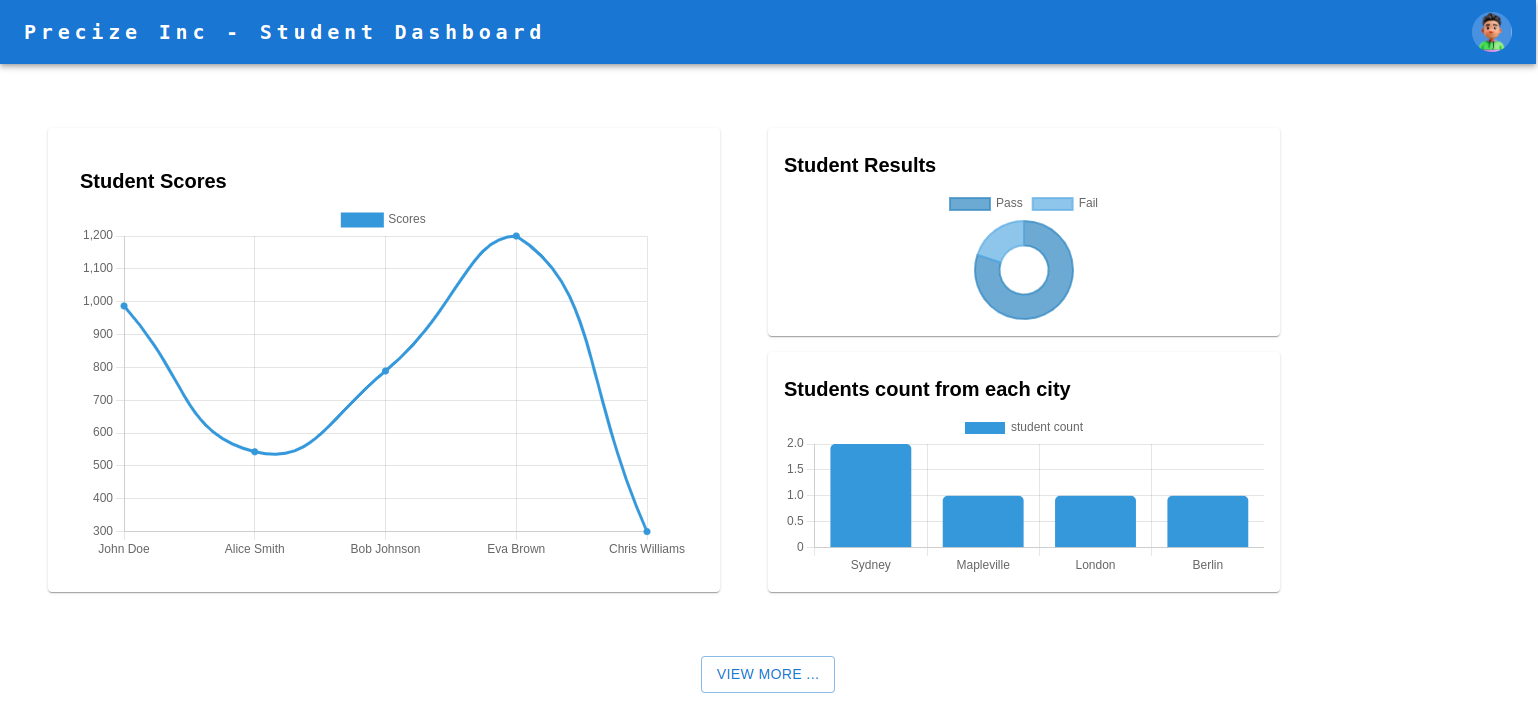 Precize Inc - Student Dashboard
Student Scores
Scores
1,200
1,100
1,000
900
800
700
600
500
400
300
John Doe Alice Smith Bob Johnson Eva Brown Chris Williams
Student Results
Pass Fail
Students count from each city
student count
2.0
1.5
1.0
0.5
0
Sydney Mapleville London Berlin
VIEW MORE ...